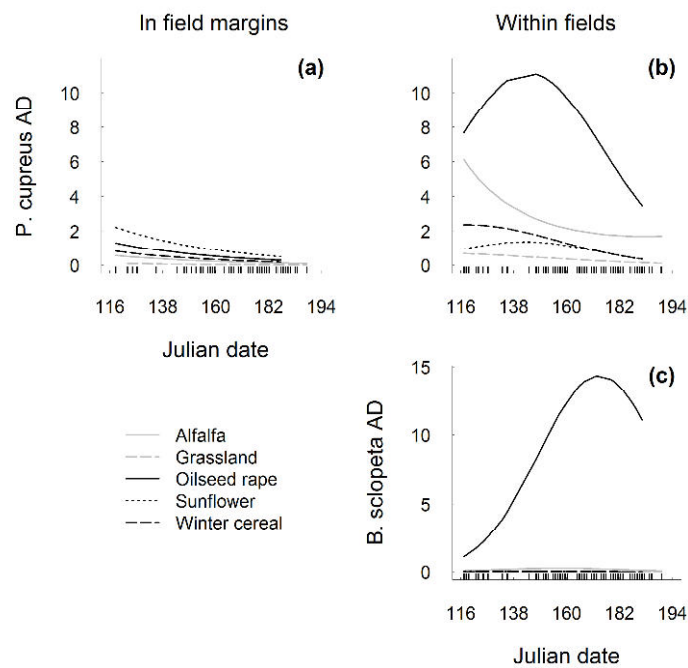 In field margins
Within fields
(a)
(b)
P. cupreus AD
10
8
6
4
2
0
116 138 160 182 194
Julian date
10
8
6
4
2
0
116 138 160 182 194
(c)
Alfalfa
Grassland
Oilseed rape
Sunflower
Winter cereal
B. sclopeta AD
15
10
5
0
116 138 160 182 194
Julian date